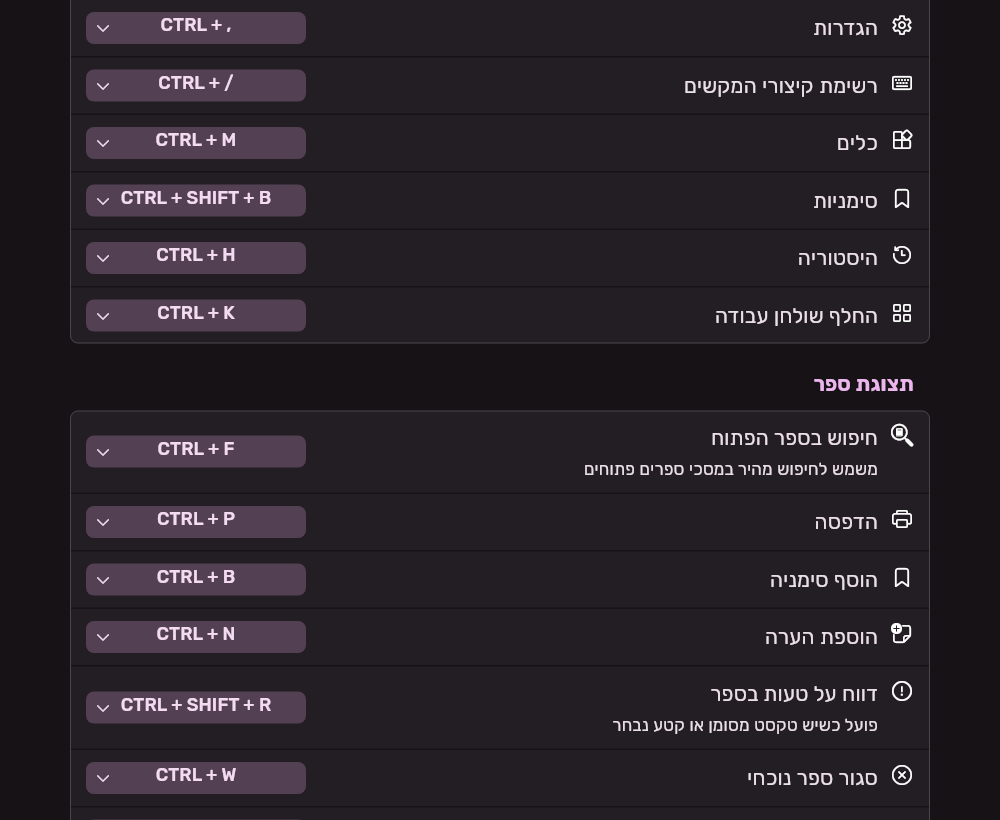 הגדרות
CTRL + ,
רשימת קיצורי המקשים
CTRL + /
כלים
CTRL + M
סימניות
CTRL + SHIFT + B
היסטוריה
CTRL + H
החלף שולחן עבודה
CTRL + K
תצוגת ספר
חיפוש בספר הפתוח
CTRL + F
משמש לחיפוש מהיר במסכי ספרים פתוחים
הדפסה
CTRL + P
הוסף סימניה
CTRL + B
הוספת הערה
CTRL + N
דווח על טעות בספר
CTRL + SHIFT + R
פועל כשיש טקסט מסומן או קטע נבחר
סגור ספר נוכחי
CTRL + W